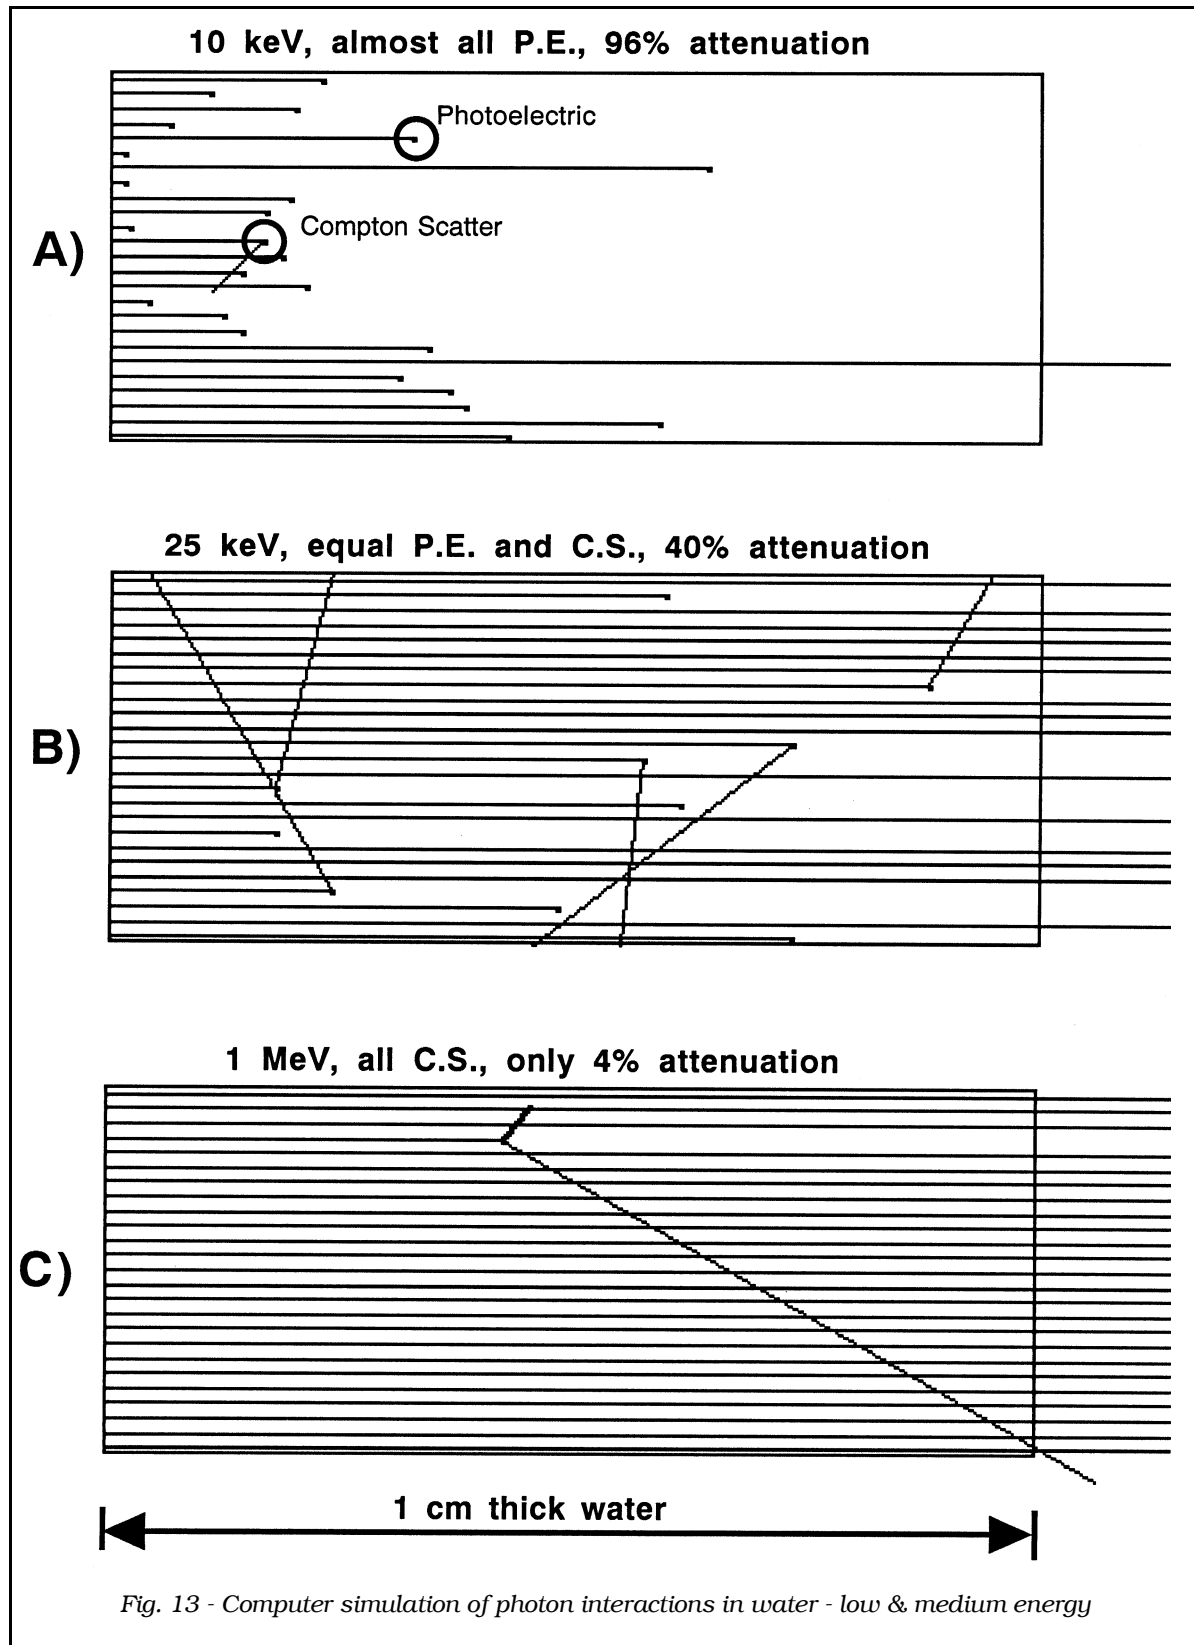 10 keV, almost all P.E., 96% attenuation
Photoelectric
Compton Scatter
A)
25 keV, equal P.E. and C.S., 40% attenuation
B)
1 MeV, all C.S., only 4% attenuation
C)
1 cm thick water
Fig. 13 - Computer simulation of photon interactions in water - low & medium energy